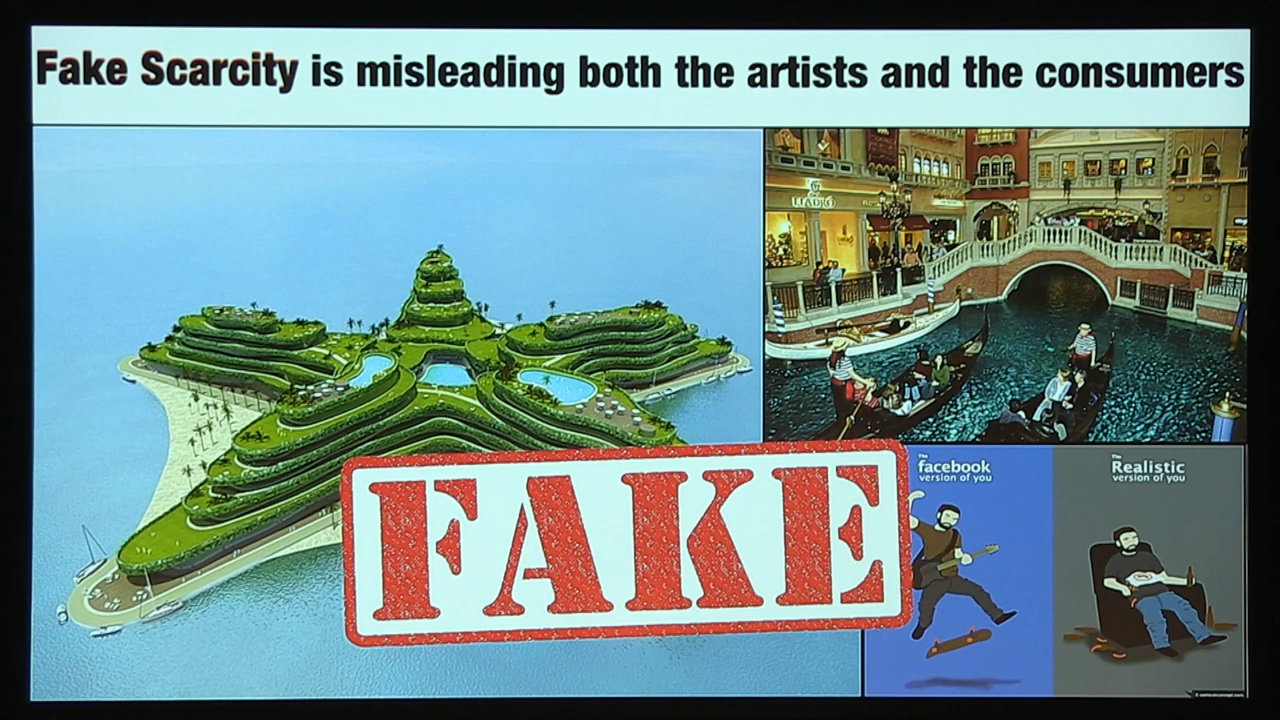 Fake Scarcity is misleading both the artists and the consumers
LLADRÓ
FAKE
The
facebook
version of you
The
Realistic
version of you